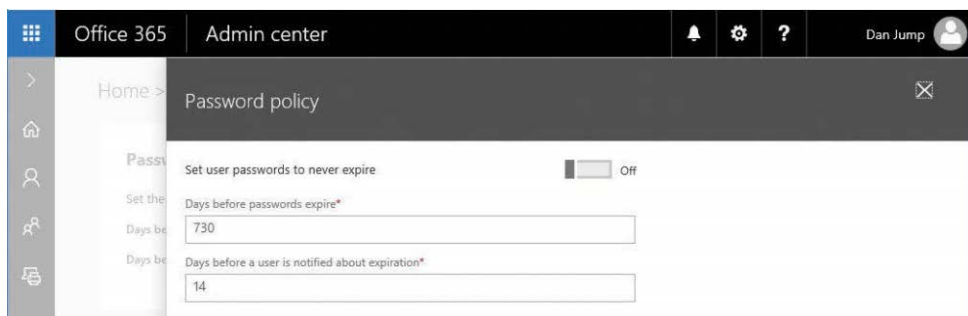 Office 365 Admin center ? Dan Jump
Home >
Password policy
Passw
Set user passwords to never expire Off
Set the
Days before passwords expire*
Days be
730
Days be
Days before a user is notified about expiration*
14